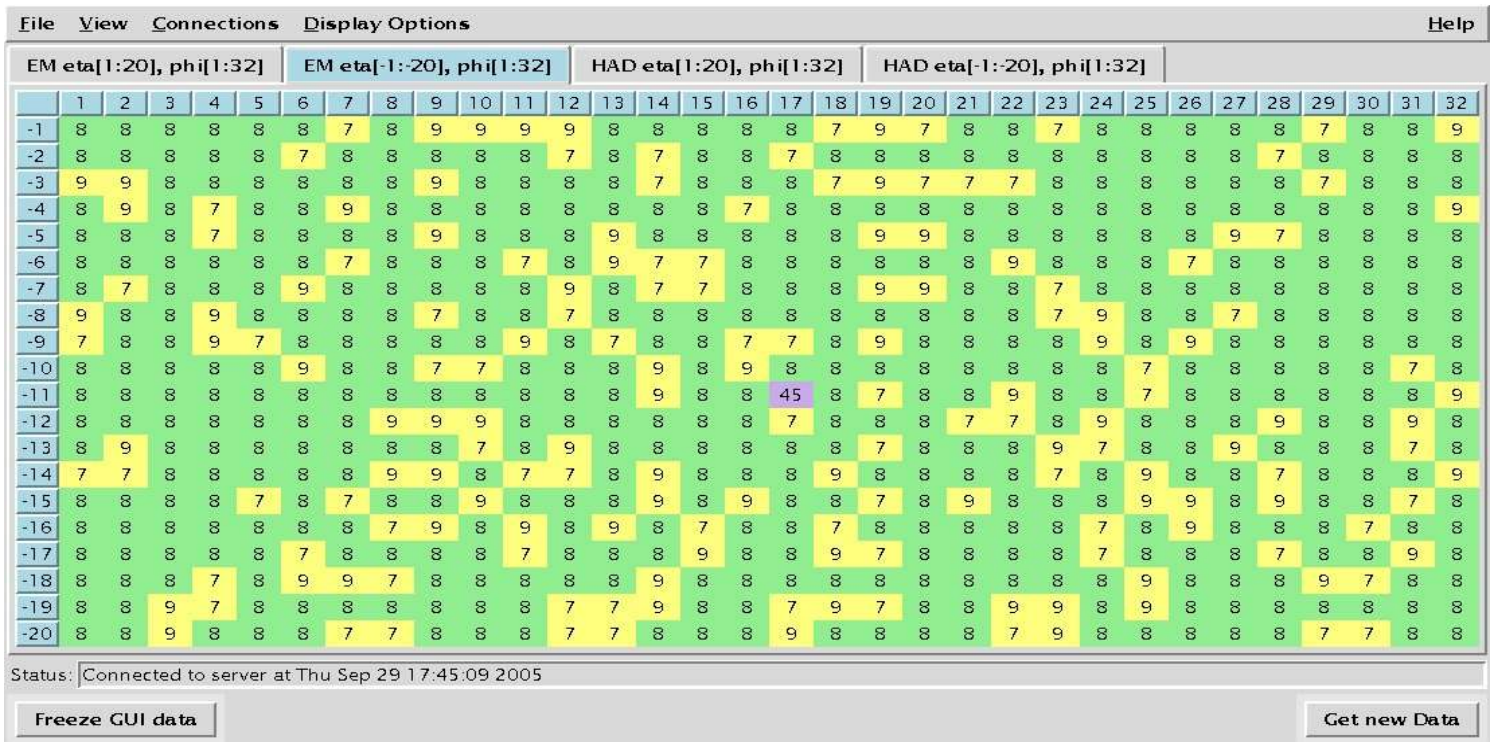 File View Connections Display Options Help
EM eta[1:20], phi[1:32] EM eta[-1:-20], phi[1:32] HAD eta[1:20], phi[1:32] HAD eta[-1:-20], phi[1:32]
1 2 3 4 5 6 7 8 9 10 11 12 13 14 15 16 17 18 19 20 21 22 23 24 25 26 27 28 29 30 31 32
-1 8 8 8 8 8 8 7 8 9 9 9 9 8 8 8 8 8 7 9 7 8 8 7 8 8 8 8 8 7 8 8 9
-2 8 8 8 8 8 7 8 8 8 8 8 7 8 7 8 8 7 8 8 8 8 8 8 8 8 8 8 7 8 8 8 8
-3 9 9 8 8 8 8 8 8 9 8 8 8 8 7 8 8 8 7 9 7 7 7 8 8 8 8 8 8 7 8 8 8
-4 8 9 8 7 8 8 9 8 8 8 8 8 8 8 8 7 8 8 8 8 8 8 8 8 8 8 8 8 8 8 8 9
-5 8 8 8 7 8 8 8 8 9 8 8 8 9 8 8 8 8 8 9 9 8 8 8 8 8 8 9 7 8 8 8 8
-6 8 8 8 8 8 8 7 8 8 8 7 8 9 7 7 8 8 8 8 8 8 9 8 8 8 7 8 8 8 8 8 8
-7 8 7 8 8 8 9 8 8 8 8 8 9 8 7 7 8 8 8 9 9 8 8 7 8 8 8 8 8 8 8 8 8
-8 9 8 8 9 8 8 8 8 7 8 8 7 8 8 8 8 8 8 8 8 8 8 7 9 8 8 7 8 8 8 8 8
-9 7 8 8 9 7 8 8 8 8 8 9 8 7 8 8 7 7 8 9 8 8 8 8 9 8 9 8 8 8 8 8 8
-10 8 8 8 8 8 9 8 8 7 7 8 8 8 9 8 9 8 8 8 8 8 8 8 8 7 8 8 8 8 8 7 8
-11 8 8 8 8 8 8 8 8 8 8 8 8 8 9 8 8 45 8 7 8 8 9 8 8 7 8 8 8 8 8 8 9
-12 8 8 8 8 8 8 8 9 9 9 8 8 8 8 8 8 7 8 8 8 7 7 8 9 8 8 8 9 8 8 9 8
-13 8 9 8 8 8 8 8 8 8 7 8 9 8 8 8 8 8 8 7 8 8 8 9 7 8 8 9 8 8 8 7 8
-14 7 7 8 8 8 8 8 9 9 8 7 7 8 9 8 8 8 9 8 8 8 8 7 8 9 8 8 7 8 8 8 9
-15 8 8 8 8 7 8 7 8 8 9 8 8 8 9 8 9 8 8 7 8 9 8 8 8 9 9 8 9 8 8 7 8
-16 8 8 8 8 8 8 8 7 9 8 9 8 9 8 7 8 8 7 8 8 8 8 8 7 8 9 8 8 8 7 8 8
-17 8 8 8 8 8 7 8 8 8 8 7 8 8 8 9 8 8 9 7 8 8 8 8 7 8 8 8 7 8 8 9 8
-18 8 8 8 7 8 9 9 7 8 8 8 8 8 9 8 8 8 8 8 8 8 8 8 8 9 8 8 8 9 7 8 8
-19 8 8 9 7 8 8 8 8 8 8 8 7 7 9 8 8 7 9 7 8 8 9 9 8 9 8 8 8 8 8 8 8
-20 8 8 9 8 8 8 7 7 8 8 8 7 7 8 8 8 9 8 8 8 8 7 9 8 8 8 8 8 7 7 8 8
Status: Connected to server at Thu Sep 29 17:45:09 2005
Freeze GUI data Get new Data